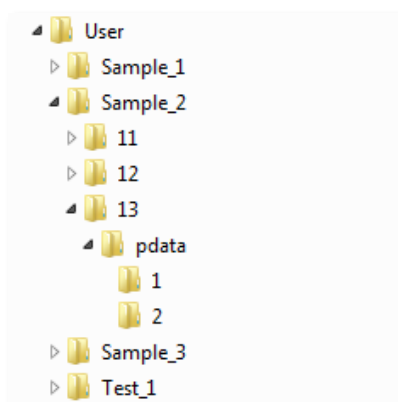 User
Sample_1
Sample_2
11
12
13
pdata
1
2
Sample_3
Test_1